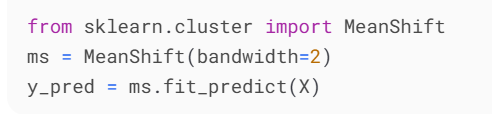 from sklearn.cluster import MeanShift
ms = MeanShift(bandwidth=2)
y_pred = ms.fit_predict(X)